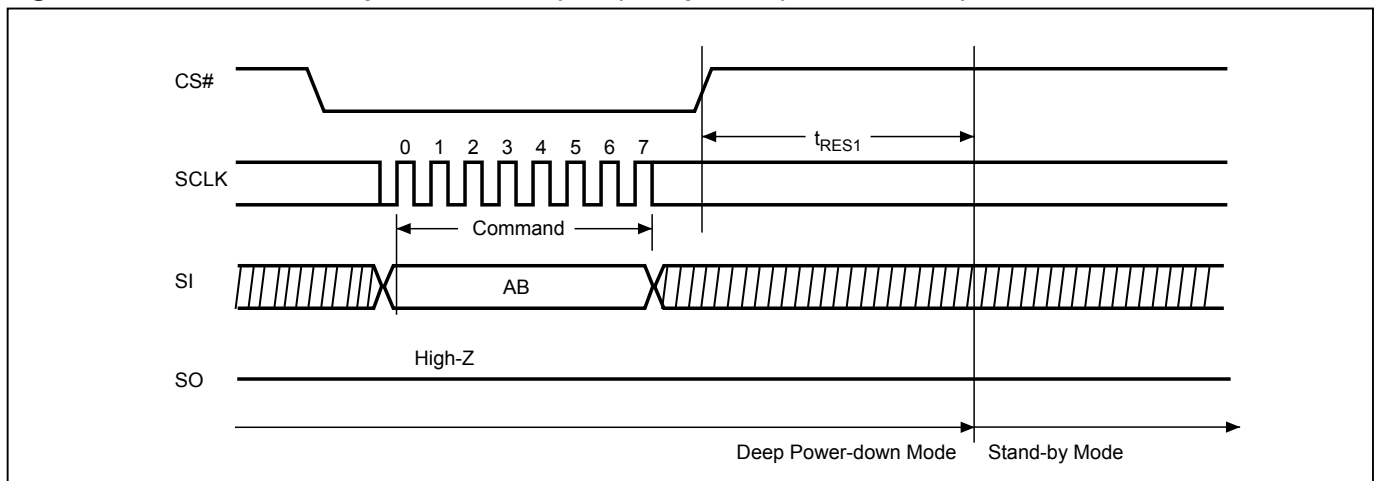 CS#
tRES1
0 1 2 3 4 5 6 7
SCLK
Command
SI
AB
High-Z
SO
Deep Power-down Mode Stand-by Mode